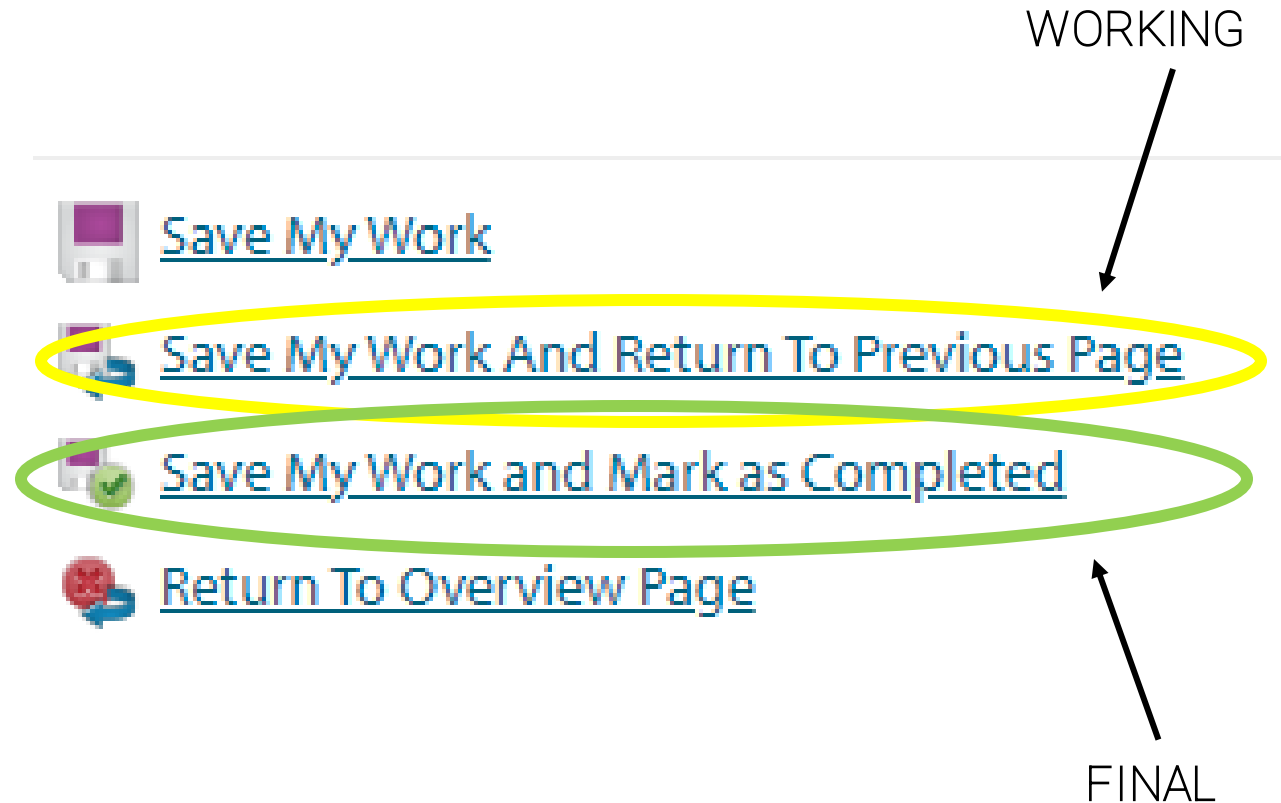 WORKING
Save My Work
Save My Work And Return To Previous Page
Save My Work and Mark as Completed
Return To Overview Page
FINAL